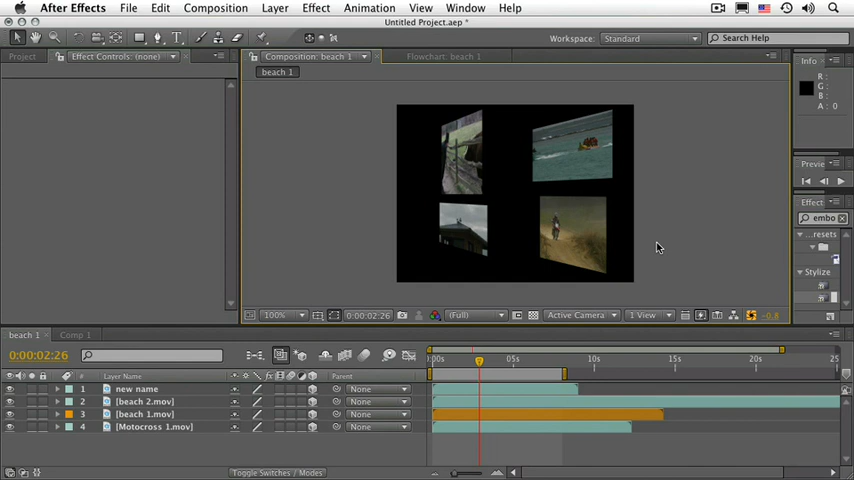 After Effects File Edit Composition Layer Effect Animation View Window Help
Untitled Project.aep *
Workspace: Standard Search Help
Project Effect Controls: (none) Composition: beach 1 Flowchart: beach 1 Info
beach 1
R :
G :
B :
A : 0
Previe
Effect
embo
...resets
Stylize
100% 0:00:02:26 (Full) Active Camera 1 View -0.8
beach 1 Comp 1
0:00:02:26
:00s 05s 10s 15s 20s 25
# Layer Name Parent
1 new name None
2 [beach 2.mov] None
3 [beach 1.mov] None
4 [Motocross 1.mov] None
Toggle Switches / Modes